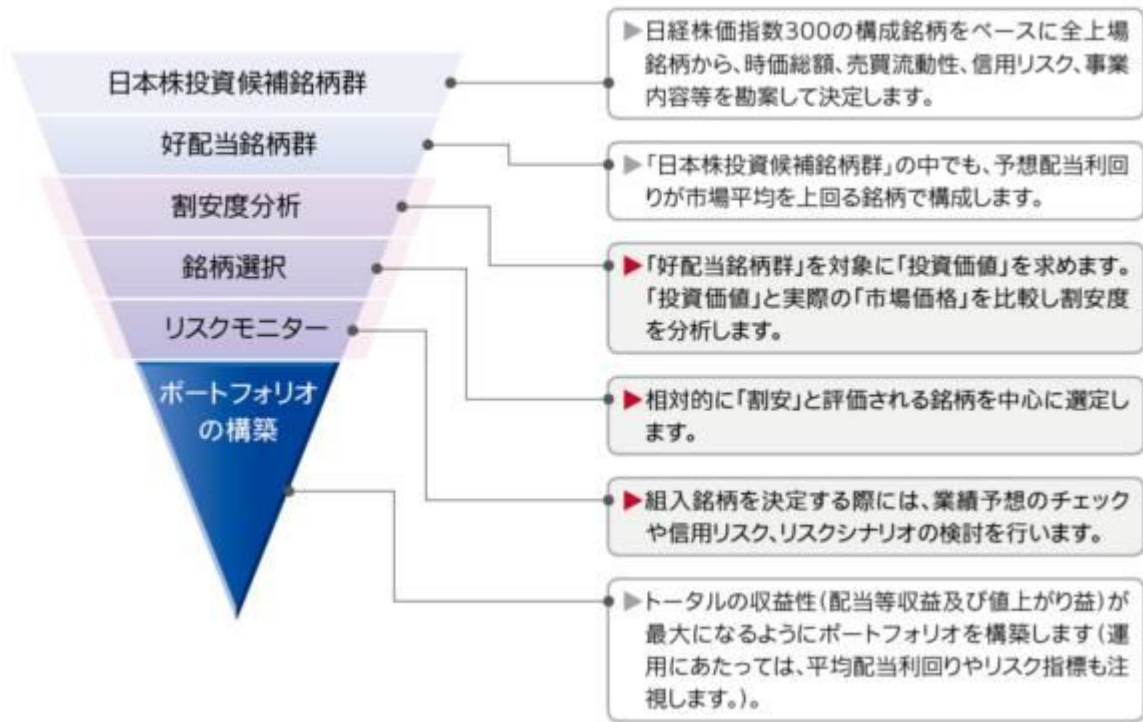 日本株投資候補銘柄群
▶日経株価指数300の構成銘柄をベースに全上場
銘柄から、時価総額、売買流動性、信用リスク、事業
内容等を勘案して決定します。
好配当銘柄群
▶「日本株投資候補銘柄群」の中でも、予想配当利回
りが市場平均を上回る銘柄で構成します。
割安度分析
▶「好配当銘柄群」を対象に「投資価値」を求めます。
「投資価値」と実際の「市場価格」を比較し割安度
を分析します。
銘柄選択
▶相対的に「割安」と評価される銘柄を中心に選定し
ます。
リスクモニター
▶組入銘柄を決定する際には、業績予想のチェック
や信用リスク、リスクシナリオの検討を行います。
ポートフォリオ
の構築
▶トータルの収益性(配当等収益及び値上がり益)が
最大になるようにポートフォリオを構築します(運
用にあたっては、平均配当利回りやリスク指標も注
視します。)。